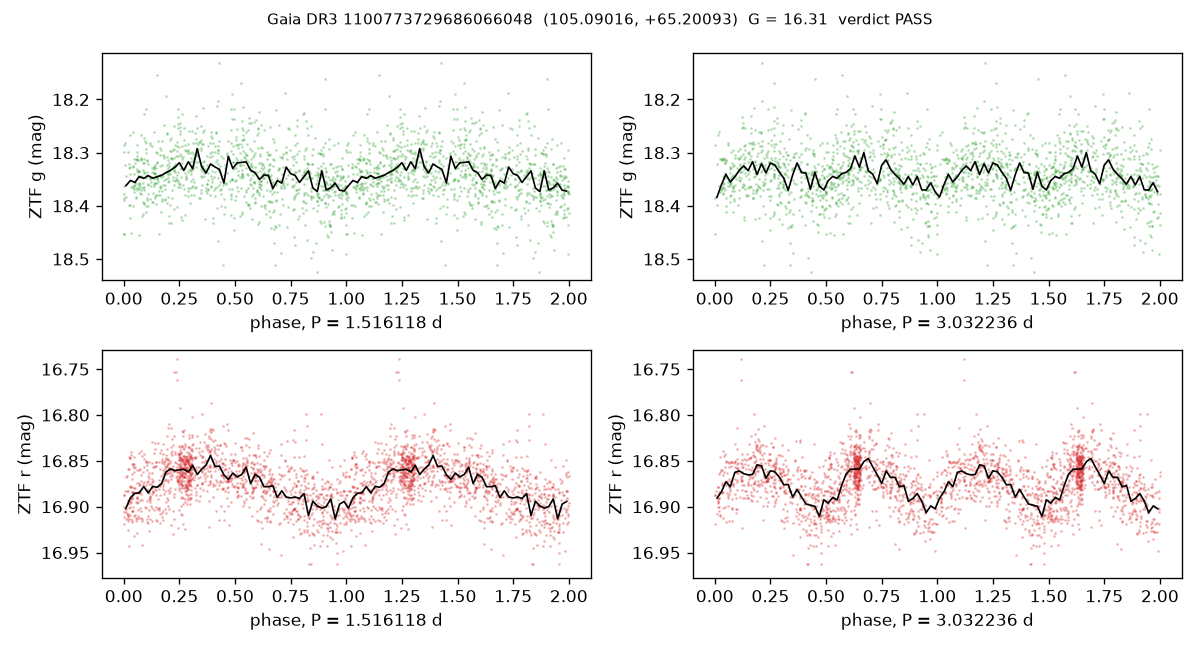 Gaia DR3 1100773729686066048 (105.09016, +65.20093) G = 16.31 verdict PASS
ZTF g (mag)
18.2
18.3
18.4
18.5
0.00 0.25 0.50 0.75 1.00 1.25 1.50 1.75 2.00
phase, P = 1.516118 d
ZTF g (mag)
18.2
18.3
18.4
18.5
0.00 0.25 0.50 0.75 1.00 1.25 1.50 1.75 2.00
phase, P = 3.032236 d
ZTF r (mag)
16.75
16.80
16.85
16.90
16.95
0.00 0.25 0.50 0.75 1.00 1.25 1.50 1.75 2.00
phase, P = 1.516118 d
ZTF r (mag)
16.75
16.80
16.85
16.90
16.95
0.00 0.25 0.50 0.75 1.00 1.25 1.50 1.75 2.00
phase, P = 3.032236 d